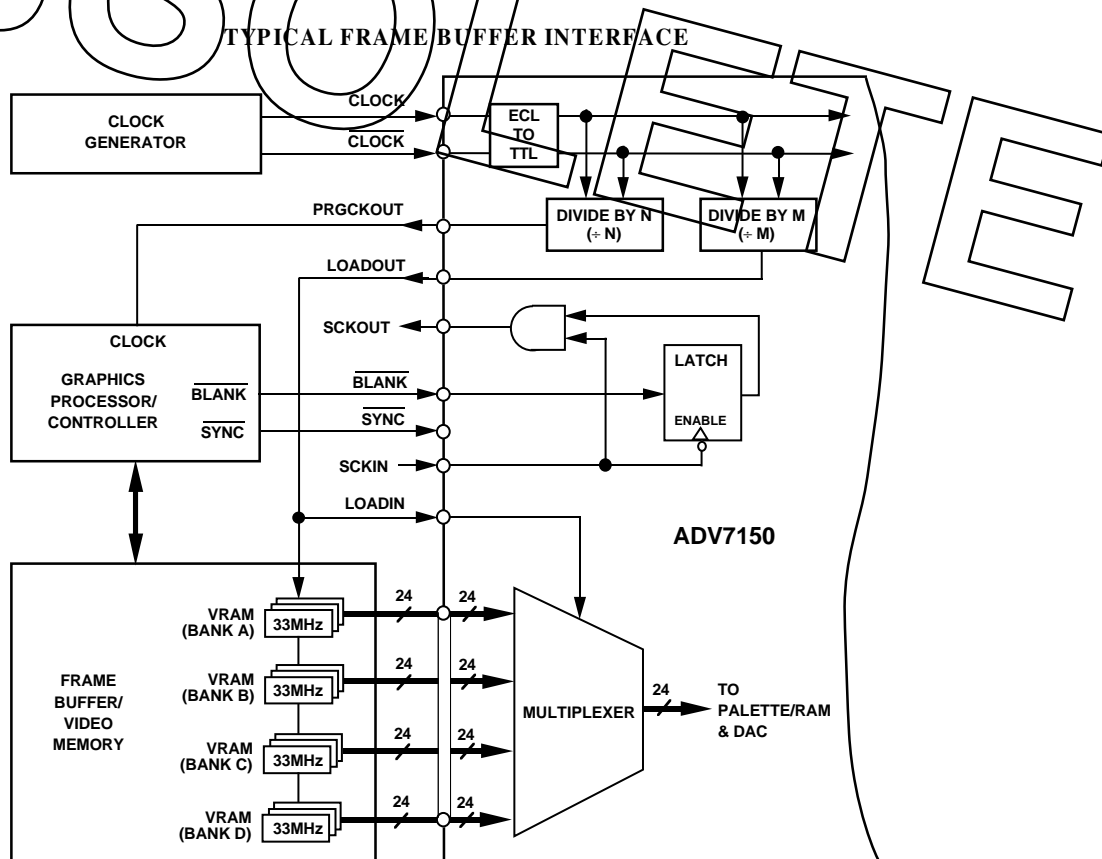 OBSOLETE
TYPICAL FRAME BUFFER INTERFACE
CLOCK GENERATOR
CLOCK
CLOCK
ECL TO TTL
DIVIDE BY N (÷ N)
DIVIDE BY M (÷ M)
PRGCKOUT
LOADOUT
SCKOUT
CLOCK
GRAPHICS PROCESSOR/ CONTROLLER
BLANK
SYNC
BLANK
SYNC
LATCH
ENABLE
SCKIN
LOADIN
ADV7150
FRAME BUFFER/ VIDEO MEMORY
VRAM (BANK A)
33MHz
24
24
VRAM (BANK B)
33MHz
24
24
VRAM (BANK C)
33MHz
24
24
VRAM (BANK D)
33MHz
24
24
MULTIPLEXER
24
TO PALETTE/RAM & DAC